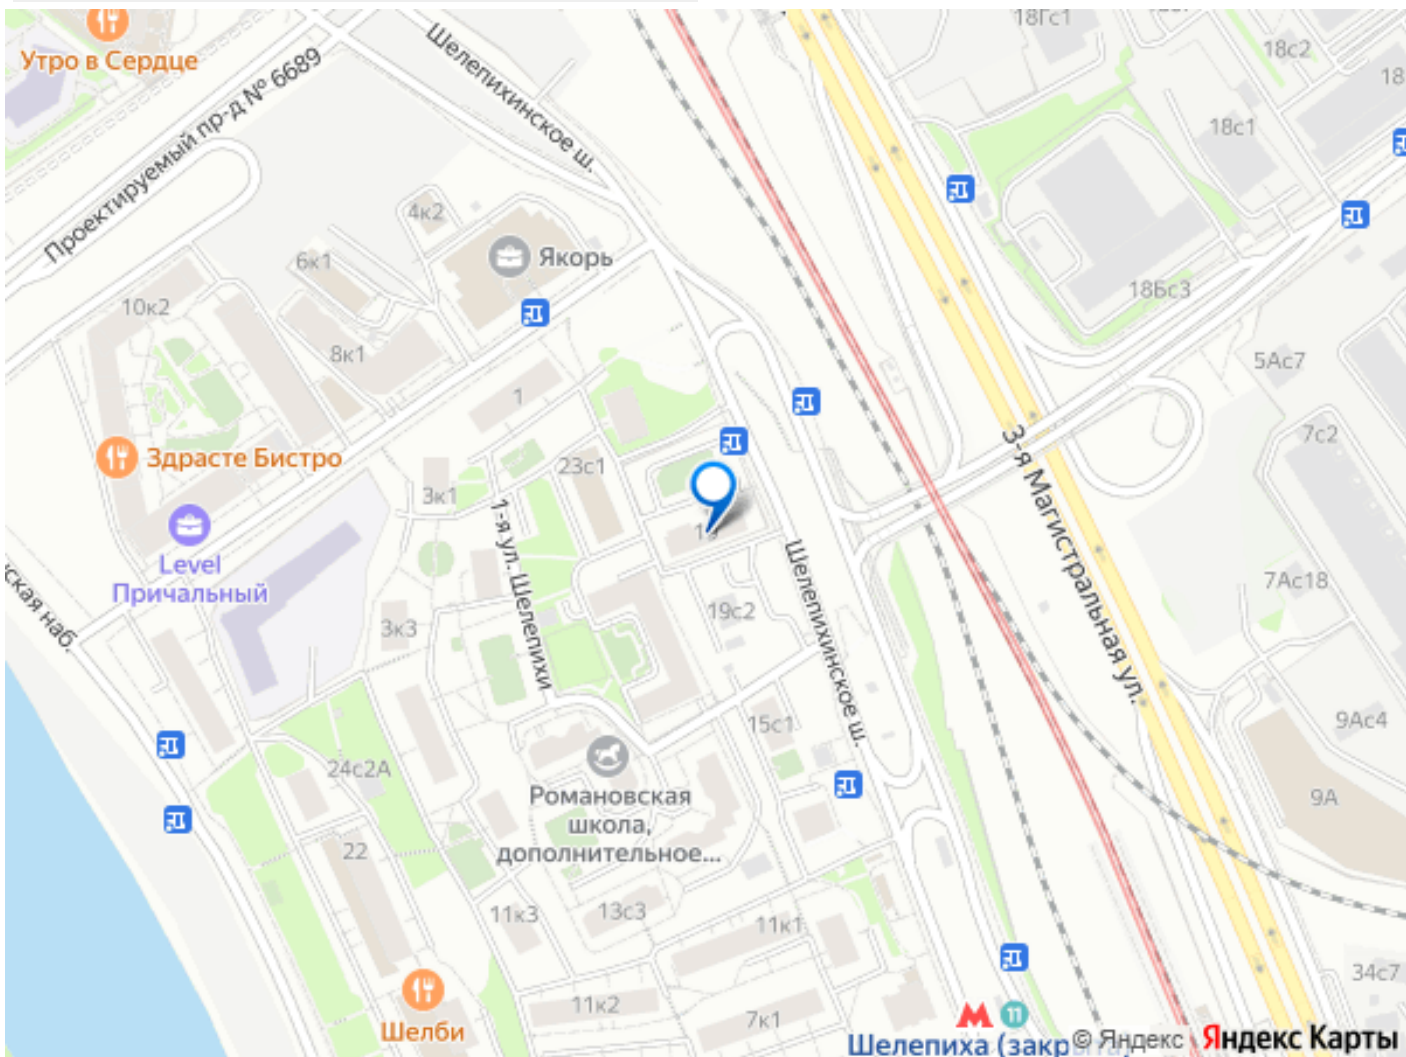 18Гс1
Утро в Сердце
Шелепихинское ш.
18с2
18
Проектируемый пр-д № 6689
18с1
4к2
Якорь
6к1
18Бс3
10к2
8к1
5Ас7
1
3-я Магистральная ул.
7с2
Здрасте Бистро
23с1
3к1
1-я ул. Шелепихи
Level
Причальный
Шелепихинское ш.
7Ас18
ская наб.
3к3
19с2
15с1
9Ас4
24с2А
9А
Романовская
школа,
дополнительное...
22
11к3
13с3
11к1
34с7
11к2
7к1
Шелби
М 11
Шелепиха (закрыта)
© Яндекс Яндекс Карты